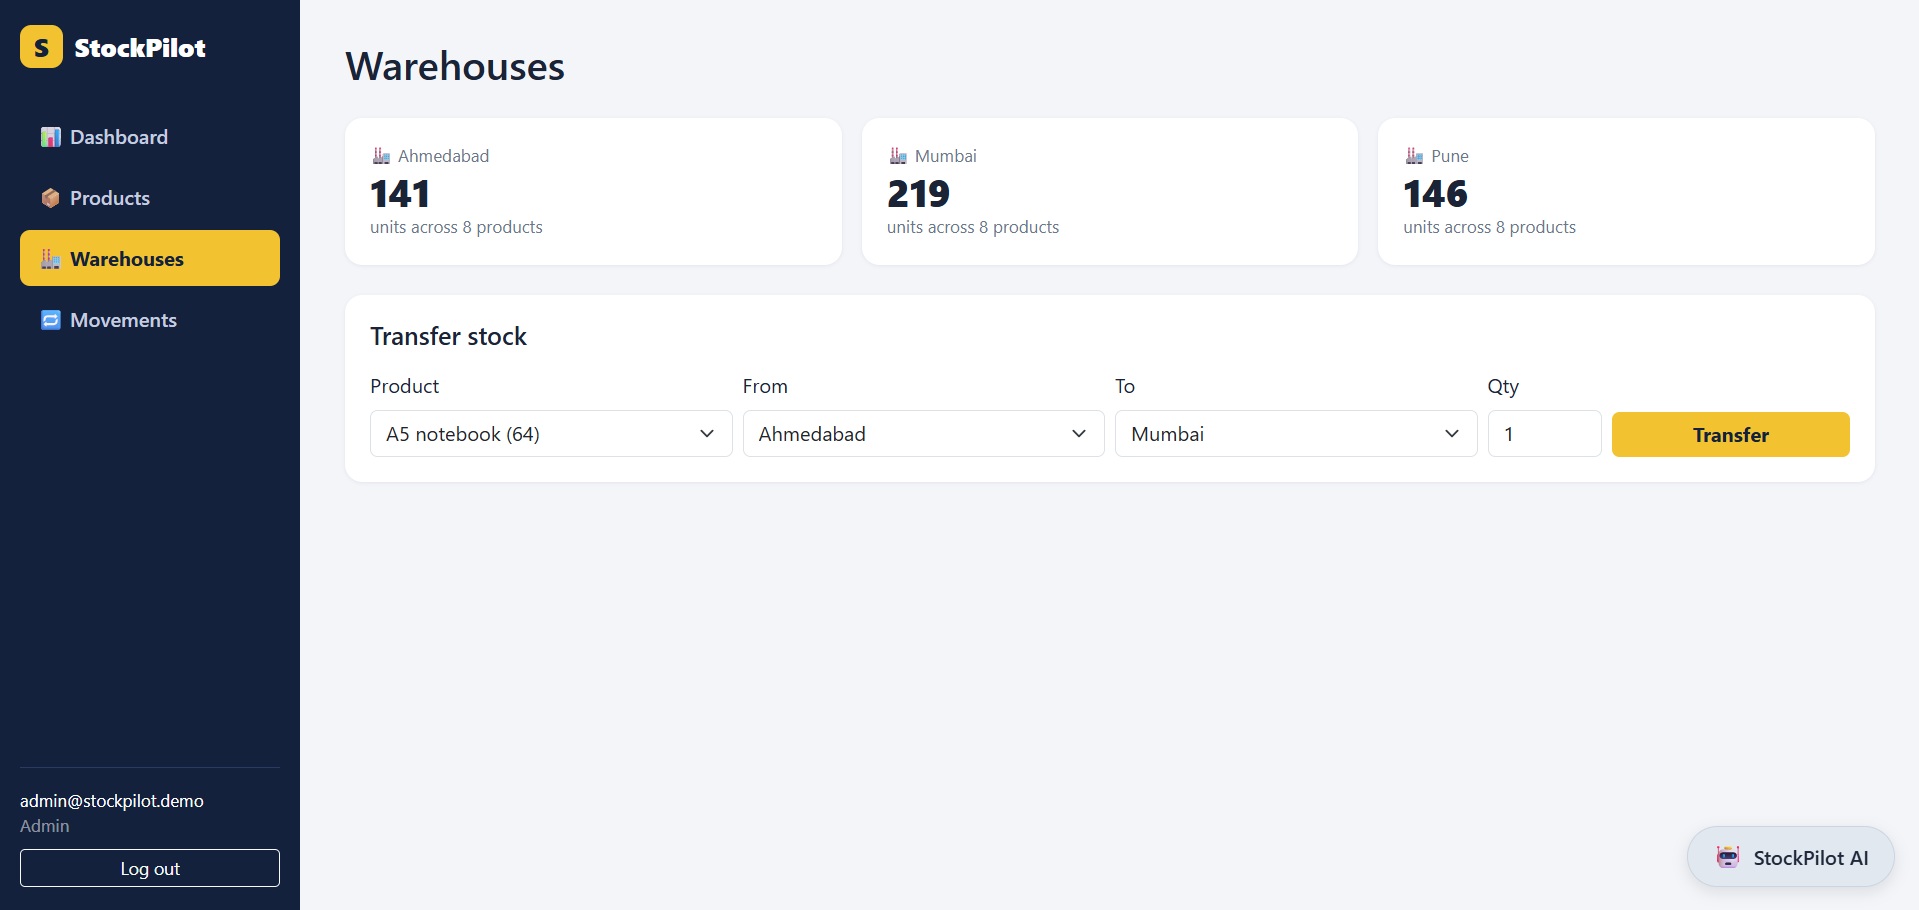 S StockPilot
Dashboard
Products
Warehouses
Movements
admin@stockpilot.demo
Admin
Log out
Warehouses
Ahmedabad
141
units across 8 products
Mumbai
219
units across 8 products
Pune
146
units across 8 products
Transfer stock
Product
A5 notebook (64)
From
Ahmedabad
To
Mumbai
Qty
1
Transfer
StockPilot AI